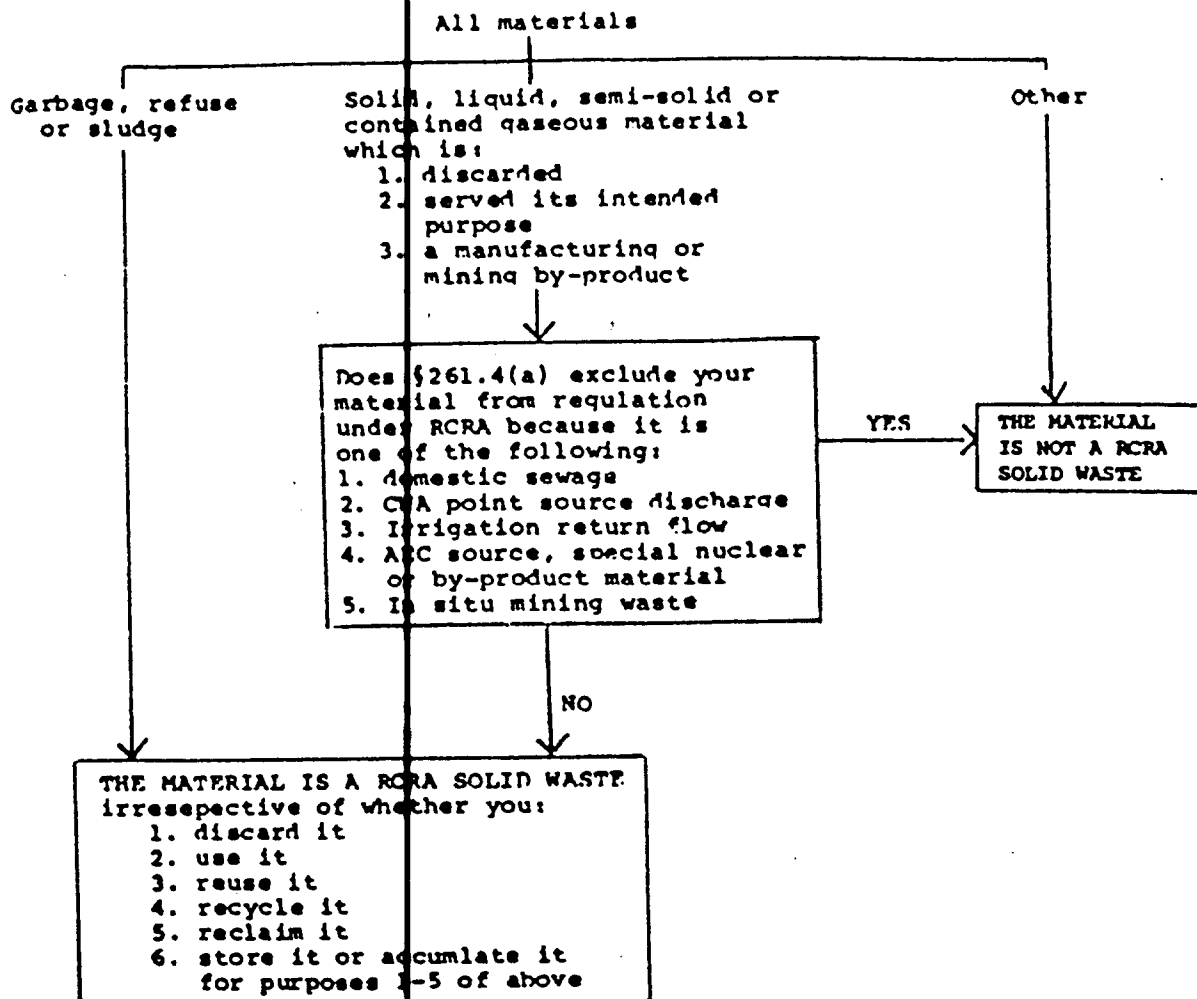 All materials
Garbage, refuse
or sludge
Solid, liquid, semi-solid or
contained gaseous material
which is:
1. discarded
2. served its intended
purpose
3. a manufacturing or
mining by-product
Other
Does §261.4(a) exclude your
material from regulation
under RCRA because it is
one of the following:
1. domestic sewage
2. CWA point source discharge
3. Irrigation return flow
4. AEC source, special nuclear
or by-product material
5. In situ mining waste
YES
THE MATERIAL
IS NOT A RCRA
SOLID WASTE
NO
THE MATERIAL IS A RCRA SOLID WASTE
irresepective of whether you:
1. discard it
2. use it
3. reuse it
4. recycle it
5. reclaim it
6. store it or accumlate it
for purposes 1-5 of above